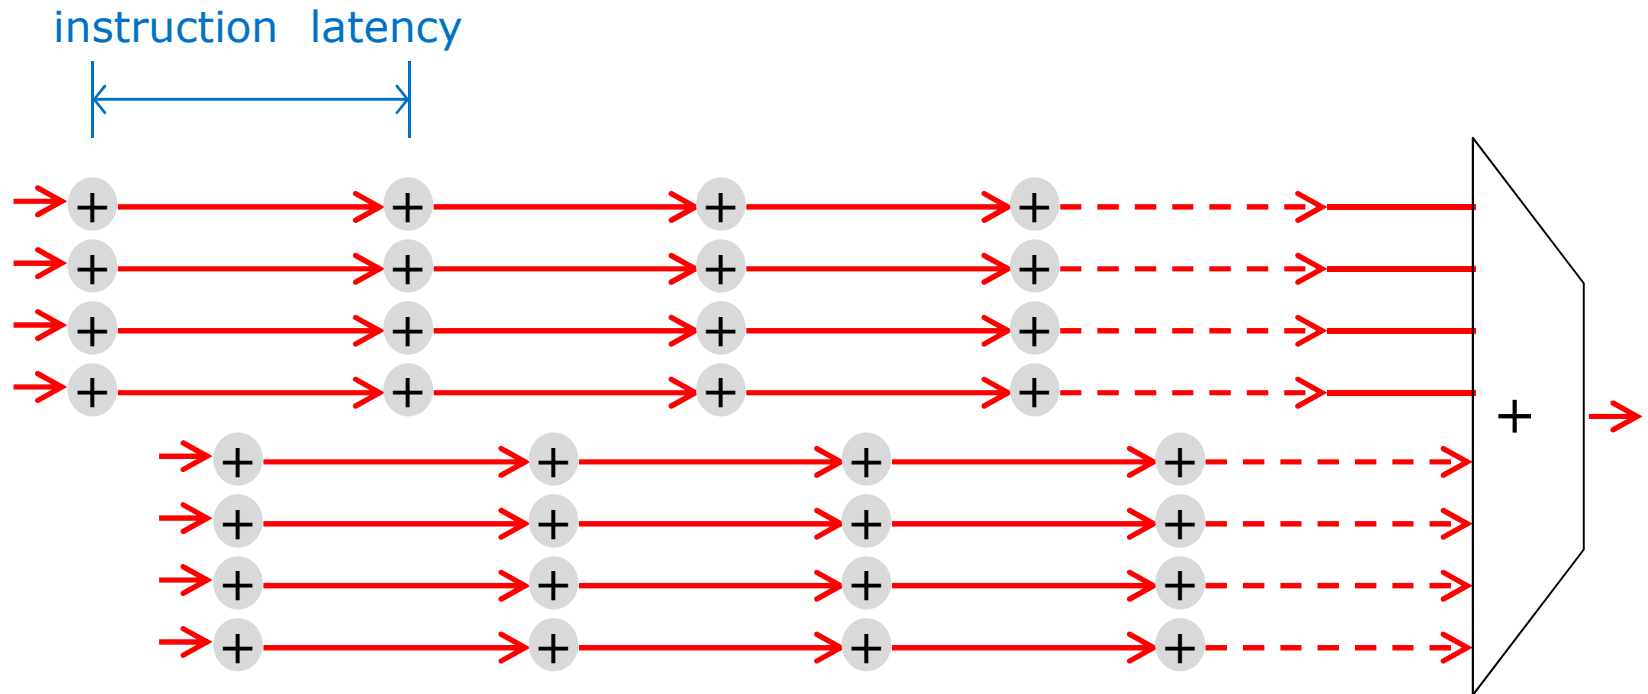 instruction latency
+ + + +
+ + + +
+ + + +
+ + + +
+
+ + + +
+ + + +
+ + + +
+ + + +